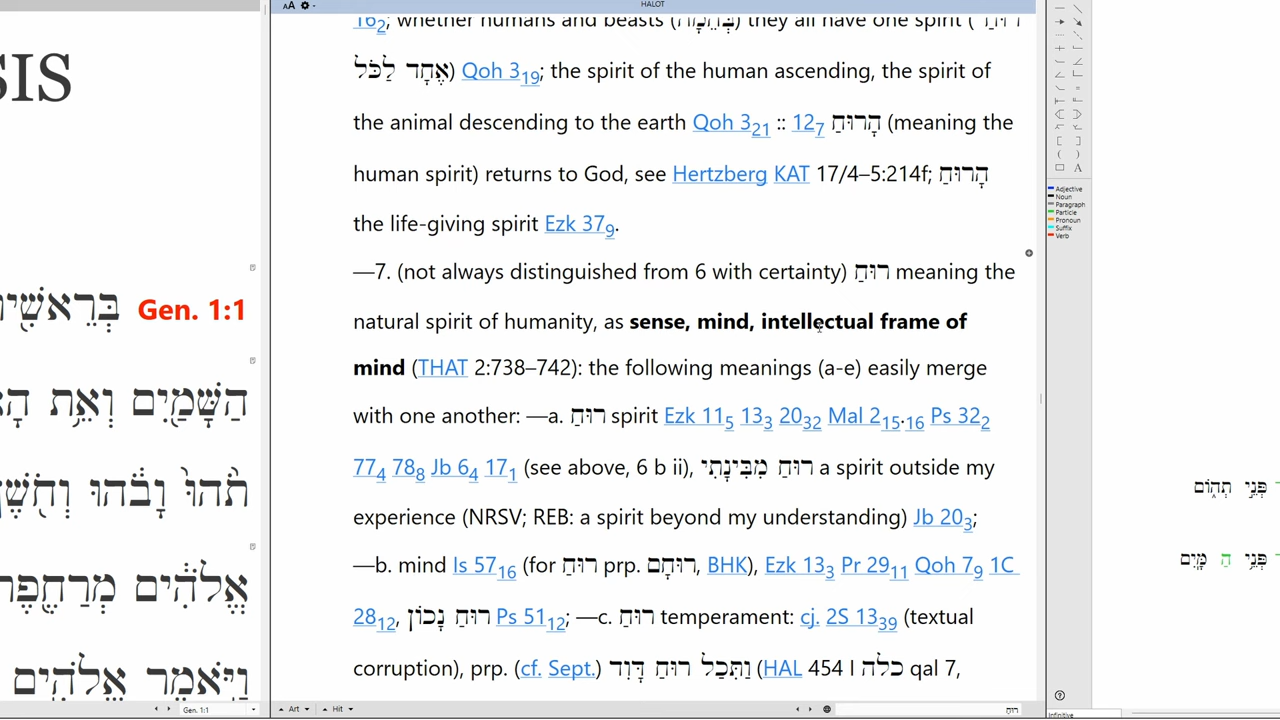 HALOT
SIS
Gen. 1:1 בְּרֵאשִׁ֖ית
הַשָּׁמַ֖יִם וְאֵ֥ת
תֹ֙הוּ֙ וָבֹ֔הוּ וְחֹ֖שֶׁךְ
אֱלֹהִ֔ים מְרַחֶ֖פֶת
וַיֹּ֥אמֶר אֱלֹהִ֖ים
Gen. 1:1
16₂; whether humans and beasts (בְּהֵמָה) they all have one spirit (רוּחַ
אֶחָד לַכֹּל) Qoh 3₁₉; the spirit of the human ascending, the spirit of
the animal descending to the earth Qoh 3₂₁ :: 12₇ הָרוּחַ (meaning the
human spirit) returns to God, see Hertzberg KAT 17/4–5:214f; הָרוּחַ
the life-giving spirit Ezk 37₉.
—7. (not always distinguished from 6 with certainty) רוּחַ meaning the
natural spirit of humanity, as sense, mind, intellectual frame of
mind (THAT 2:738–742): the following meanings (a-e) easily merge
with one another: —a. רוּחַ spirit Ezk 11₅ 13₃ 20₃₂ Mal 2₁₅.₁₆ Ps 32₂
77₄ 78₈ Jb 6₄ 17₁ (see above, 6 b ii), רוּחַ מִבִּינָתִי a spirit outside my
experience (NRSV; REB: a spirit beyond my understanding) Jb 20₃;
—b. mind Is 57₁₆ (for רוּחַ prp. רוּחָם, BHK), Ezk 13₃ Pr 29₁₁ Qoh 7₉ 1C
28₁₂, רוּחַ נָכוֹן Ps 51₁₂; —c. רוּחַ temperament: cj. 2S 13₃₉ (textual
corruption), prp. (cf. Sept.) וַתְּכַל רוּחַ דָּוִד (HAL 454 l כלה qal 7,
Art
Hit
רוּחַ
A
Adjective
Noun
Paragraph
Particle
Pronoun
Suffix
Verb
פְּנֵ֣י תְה֑וֹם
פְּנֵ֥י הַ מָּֽיִם
Infinitive